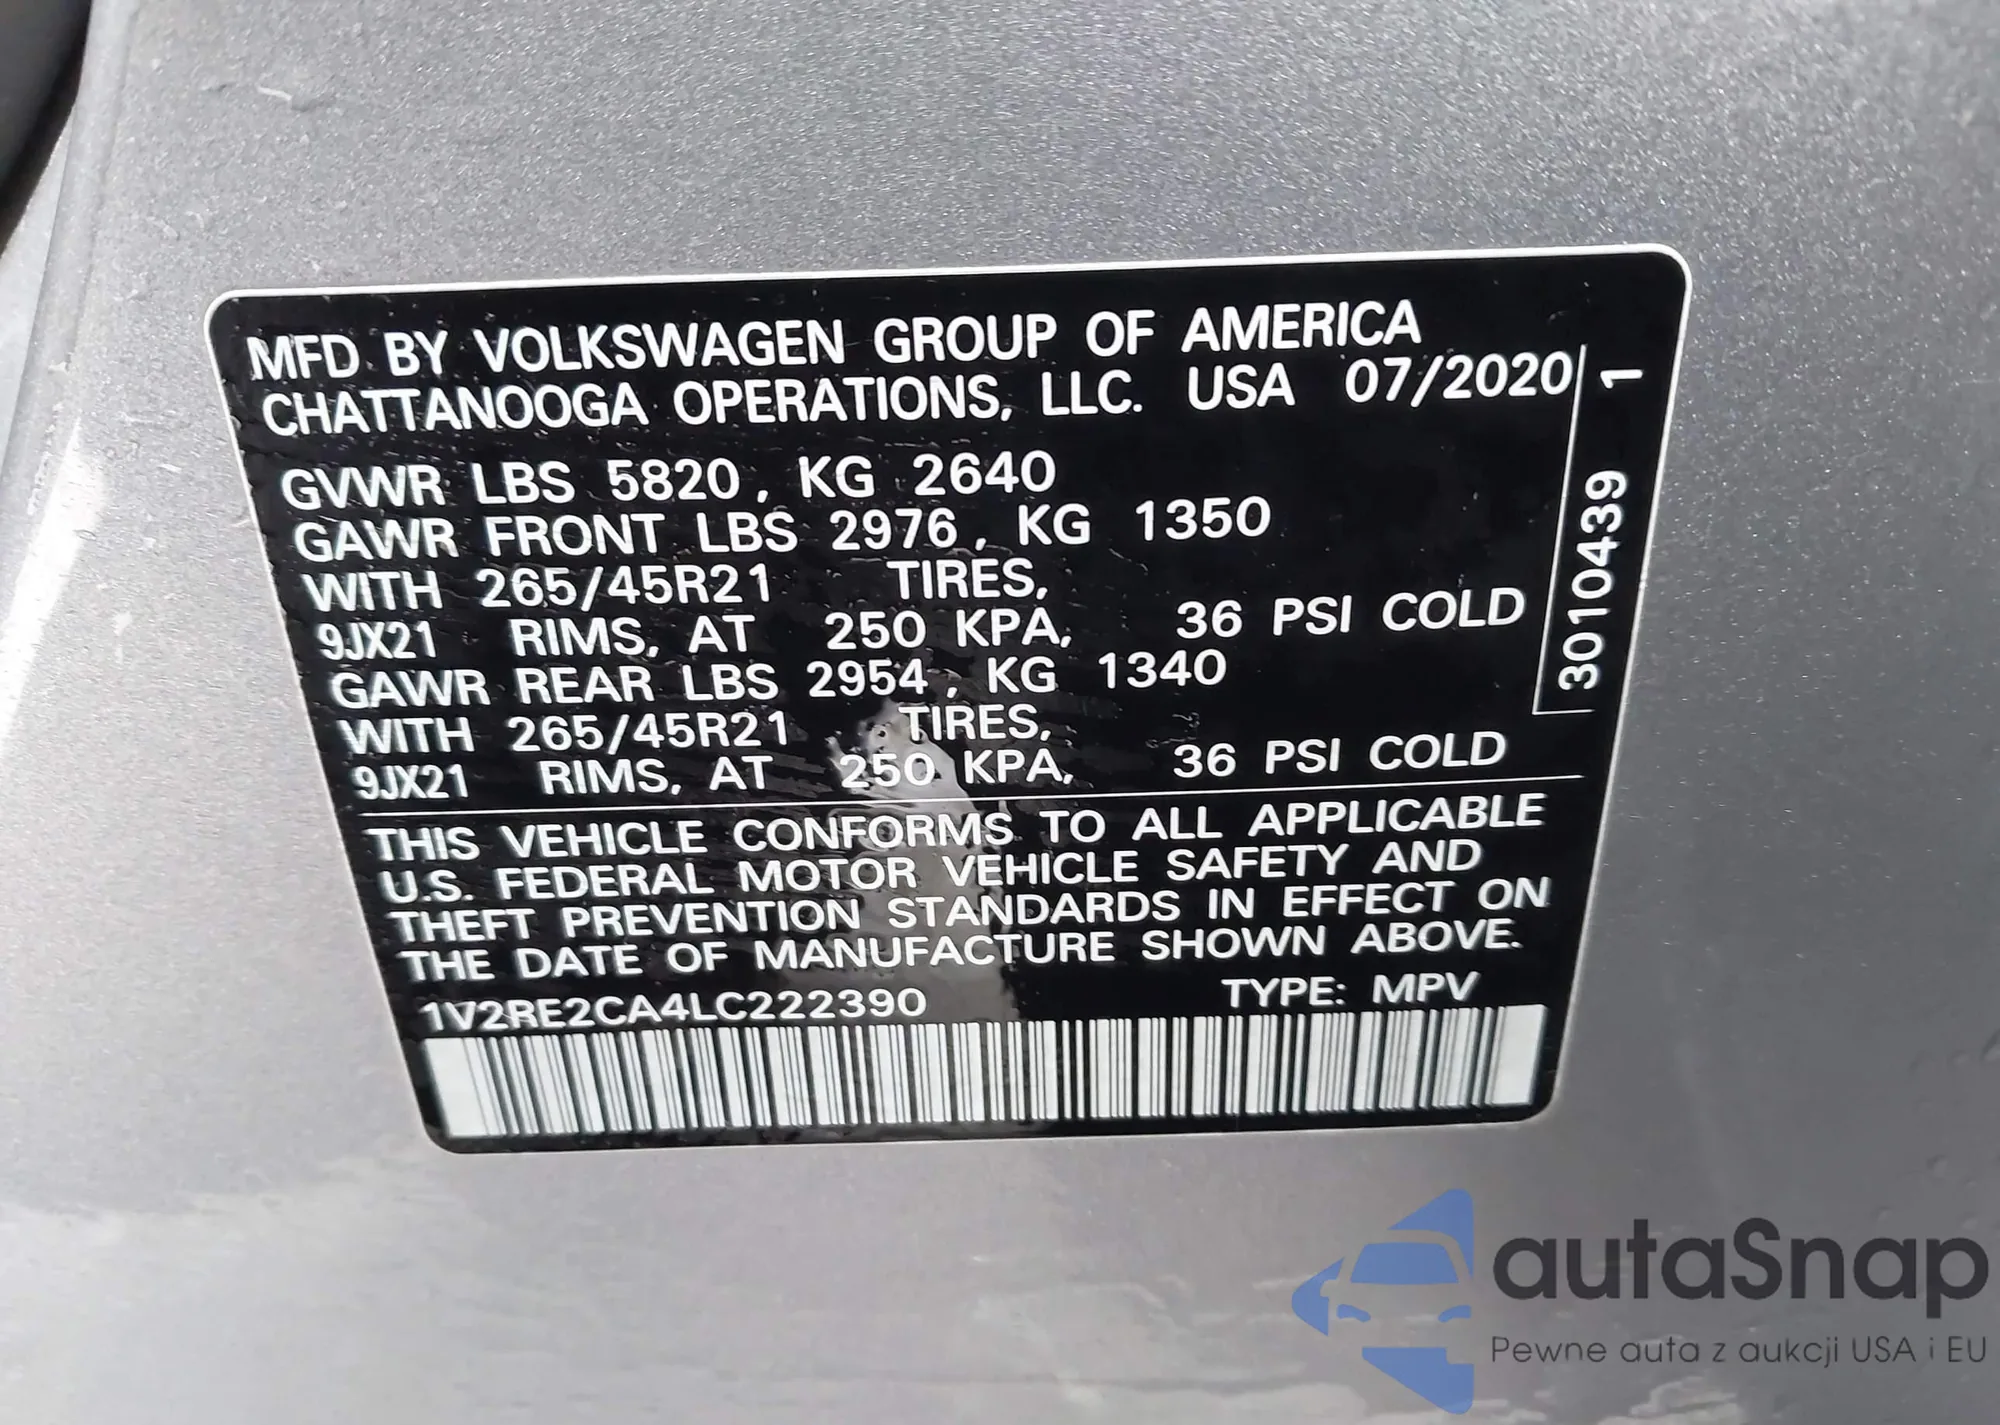 MFD. BY VOLKSWAGEN GROUP OF AMERICA
CHATTANOOGA OPERATIONS, LLC. USA 07/2020
GVWR LBS 5820, KG 2640
GAWR FRONT LBS 2976, KG 1350
WITH 265/45R21 TIRES,
9JX21 RIMS, AT 250 KPA, 36 PSI COLD
GAWR REAR LBS 2954, KG 1340
WITH 265/45R21 TIRES,
9JX21 RIMS, AT 250 KPA, 36 PSI COLD
THIS VEHICLE CONFORMS TO ALL APPLICABLE
U.S. FEDERAL MOTOR VEHICLE SAFETY AND
THEFT PREVENTION STANDARDS IN EFFECT ON
THE DATE OF MANUFACTURE SHOWN ABOVE.
1V2RE2CA4LC222390 TYPE: MPV
3010439 1
autaSnap
Pewne auta z aukcji USA i EU